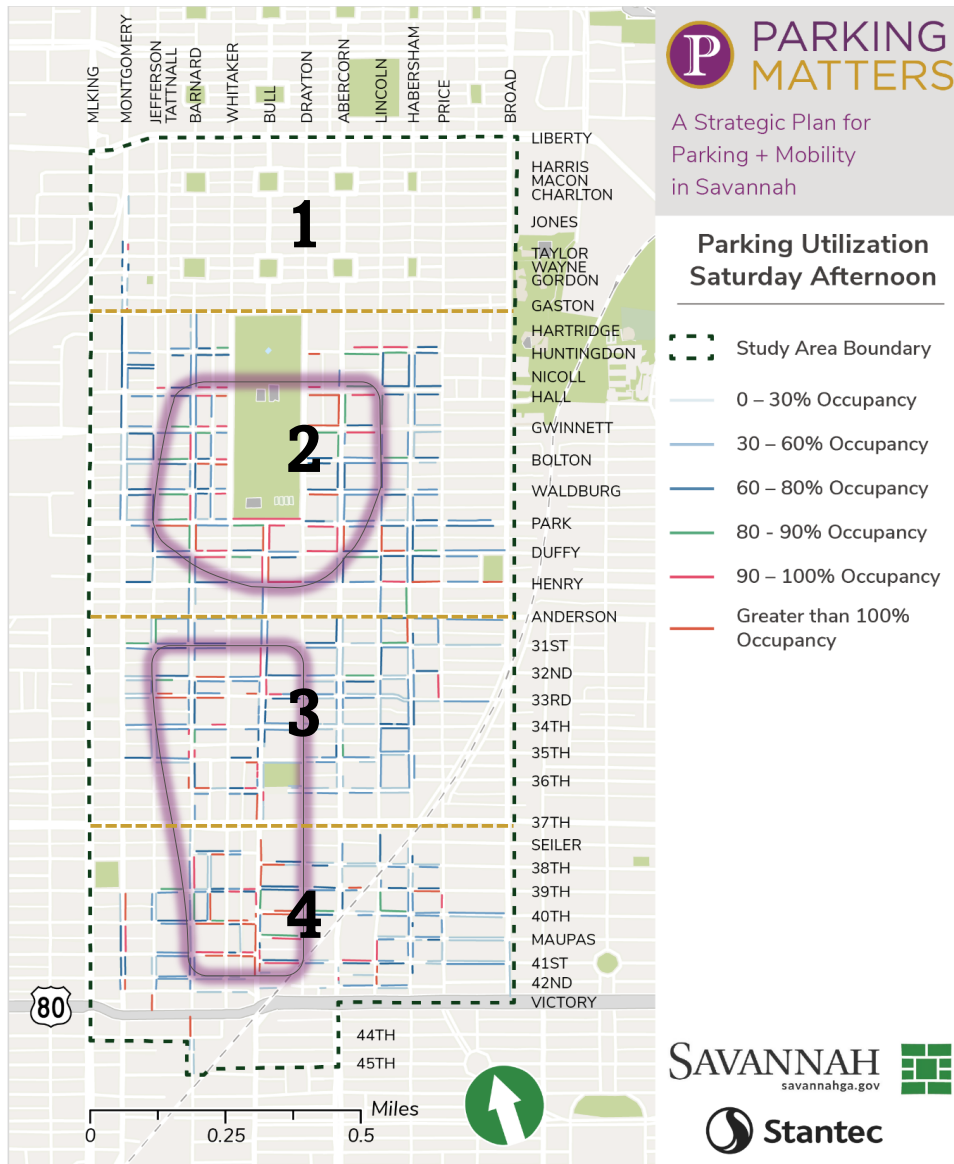 MLKING
MONTGOMERY
JEFFERSON
TATTNALL
BARNARD
WHITAKER
BULL
DRAYTON
ABERCORN
LINCOLN
HABERSHAM
PRICE
BROAD
LIBERTY
HARRIS
MACON
CHARLTON
JONES
TAYLOR
WAYNE
GORDON
GASTON
HARTRIDGE
HUNTINGDON
NICOLL
HALL
GWINNETT
BOLTON
WALDBURG
PARK
DUFFY
HENRY
ANDERSON
31ST
32ND
33RD
34TH
35TH
36TH
37TH
SEILER
38TH
39TH
40TH
MAUPAS
41ST
42ND
VICTORY
44TH
45TH
1
2
3
4
80
Miles
0
0.25
0.5
P
PARKING
MATTERS
A Strategic Plan for
Parking + Mobility
in Savannah
Parking Utilization
Saturday Afternoon
Study Area Boundary
0 – 30% Occupancy
30 – 60% Occupancy
60 – 80% Occupancy
80 - 90% Occupancy
90 – 100% Occupancy
Greater than 100%
Occupancy
SAVANNAH
savannahga.gov
Stantec